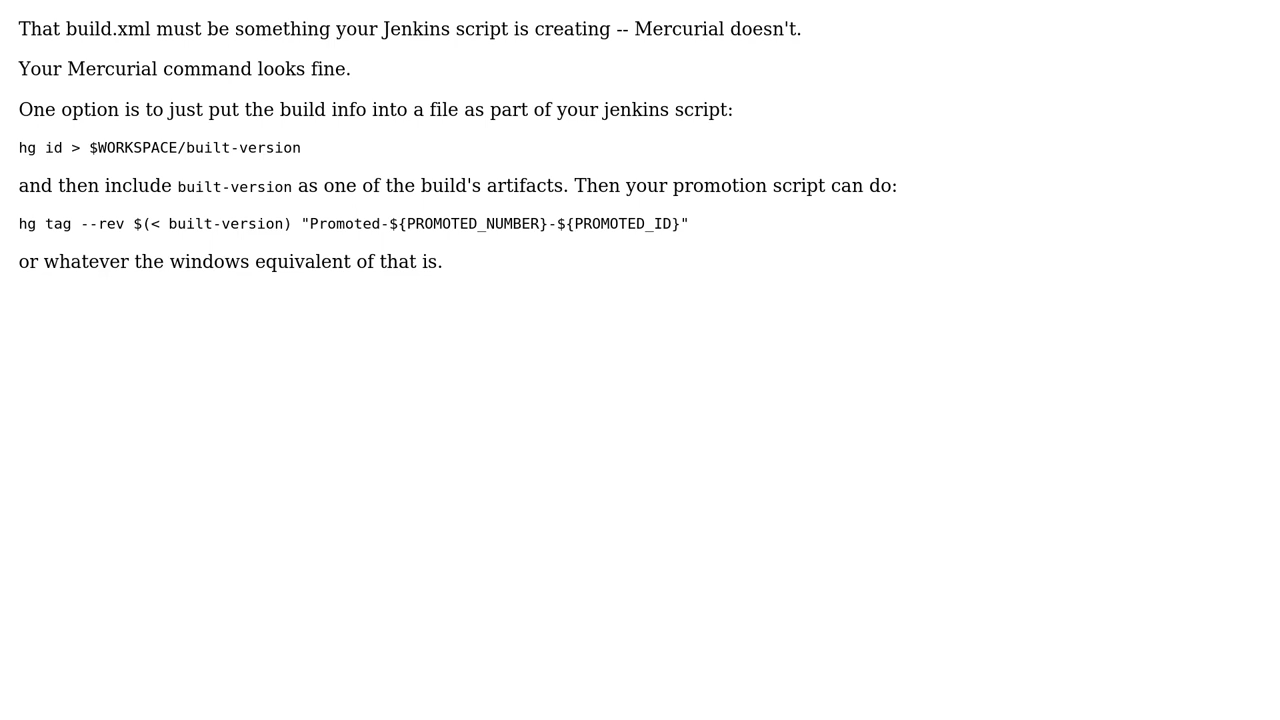 That build.xml must be something your Jenkins script is creating -- Mercurial doesn't.
Your Mercurial command looks fine.
One option is to just put the build info into a file as part of your jenkins script:
hg id > $WORKSPACE/built-version
and then include built-version as one of the build's artifacts. Then your promotion script can do:
hg tag --rev $(< built-version) "Promoted-${PROMOTED_NUMBER}-${PROMOTED_ID}"
or whatever the windows equivalent of that is.